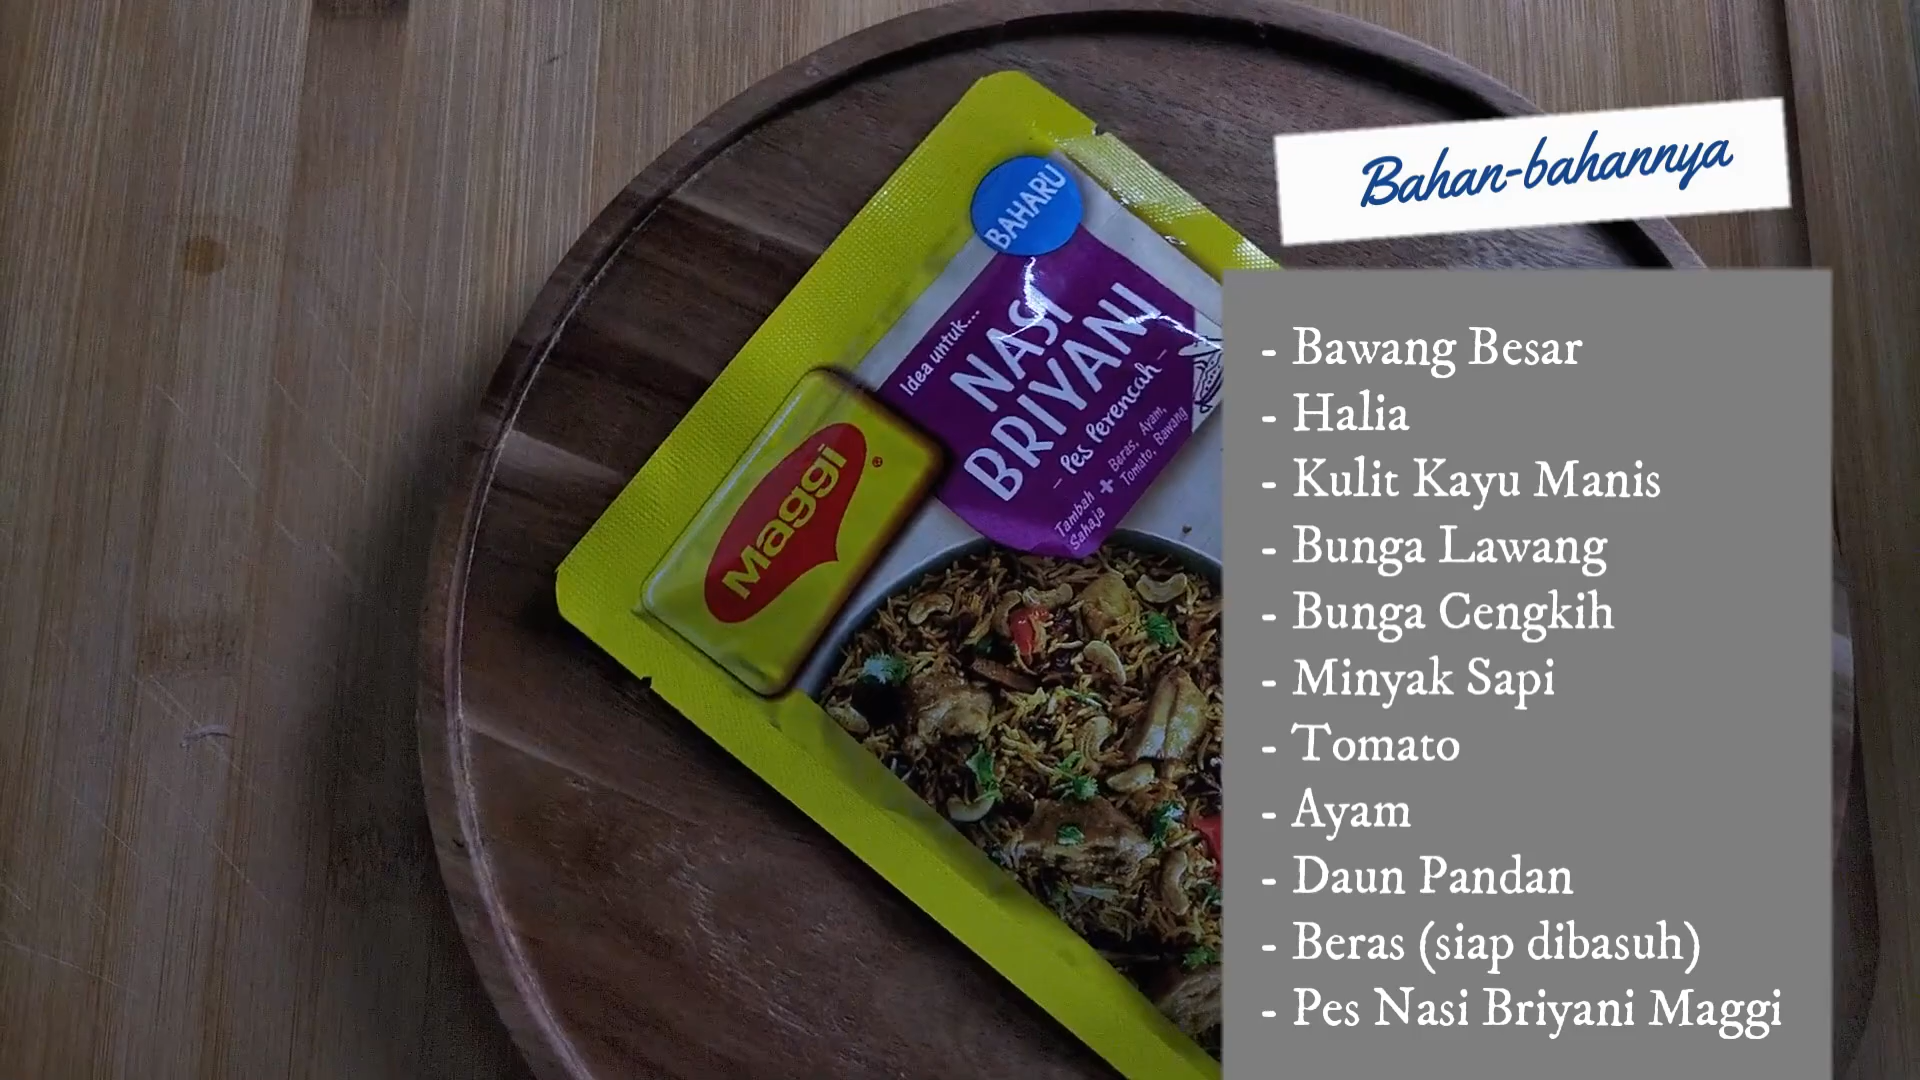 BAHARU
Idea untuk...
NASI
BRIYANI
- Pes Perencah -
Tambah
Sahaja
+
Beras, Ayam,
Tomato, Bawang
Maggi®
Bahan-bahannya
- Bawang Besar
- Halia
- Kulit Kayu Manis
- Bunga Lawang
- Bunga Cengkih
- Minyak Sapi
- Tomato
- Ayam
- Daun Pandan
- Beras (siap dibasuh)
- Pes Nasi Briyani Maggi